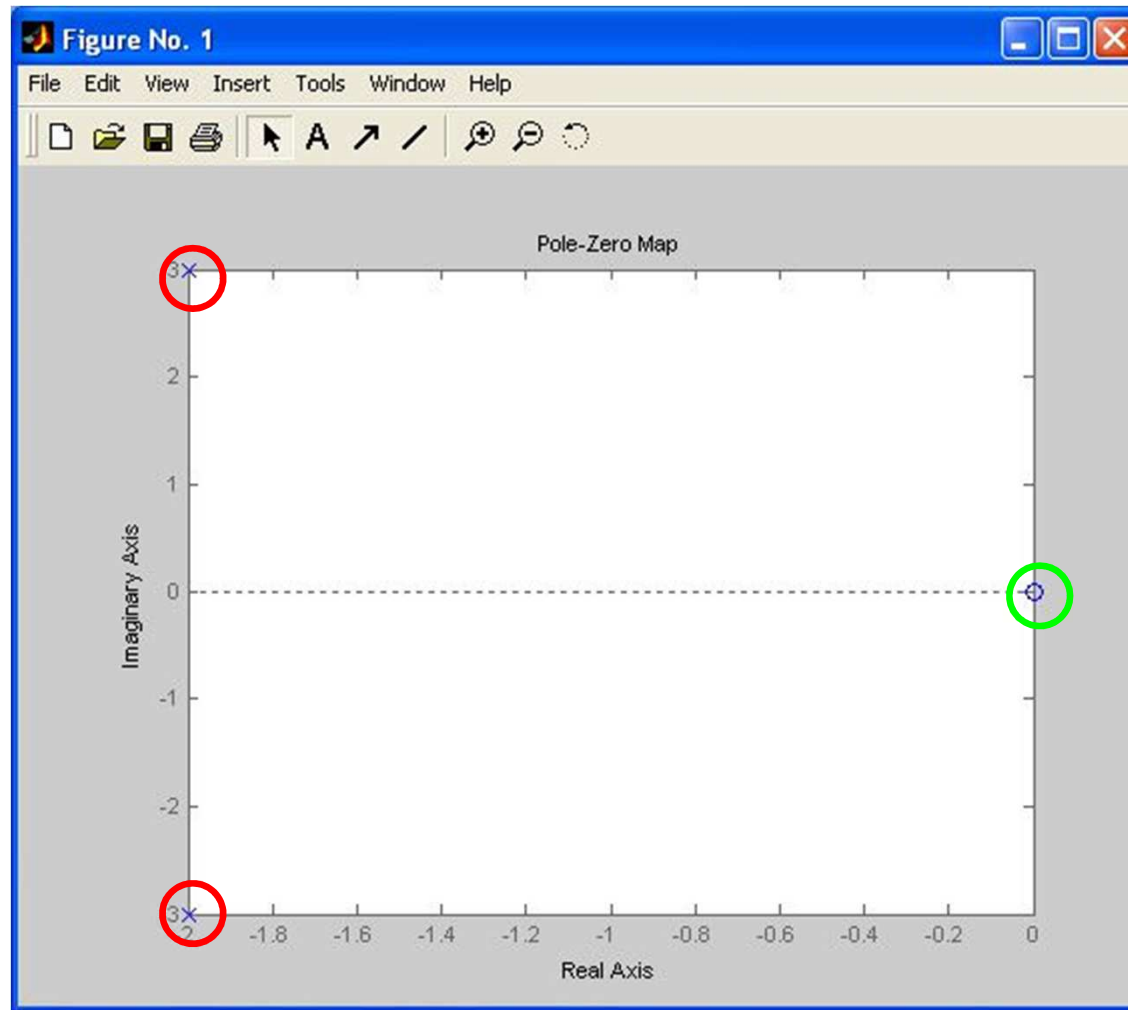 Figure No. 1
File Edit View Insert Tools Window Help
A
Pole-Zero Map
3
2
1
0
-1
-2
3
2 -1.8 -1.6 -1.4 -1.2 -1 -0.8 -0.6 -0.4 -0.2 0
Imaginary Axis
Real Axis